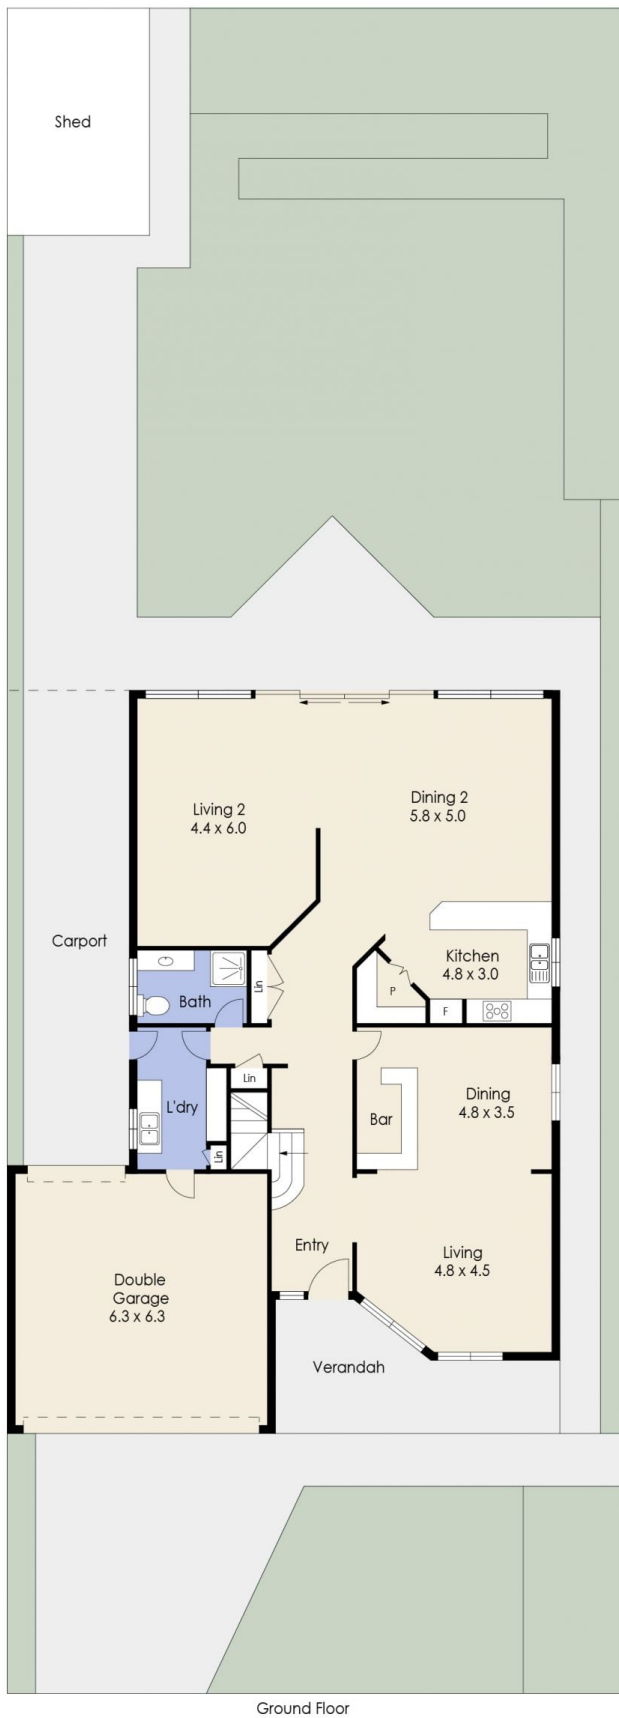 Shed
Living 2
4.4 x 6.0
Dining 2
5.8 x 5.0
Carport
Kitchen
4.8 x 3.0
Bath
Lin
P
F
Lin
L'dry
Bar
Dining
4.8 x 3.5
Lin
Entry
Living
4.8 x 4.5
Double
Garage
6.3 x 6.3
Verandah
Ground Floor